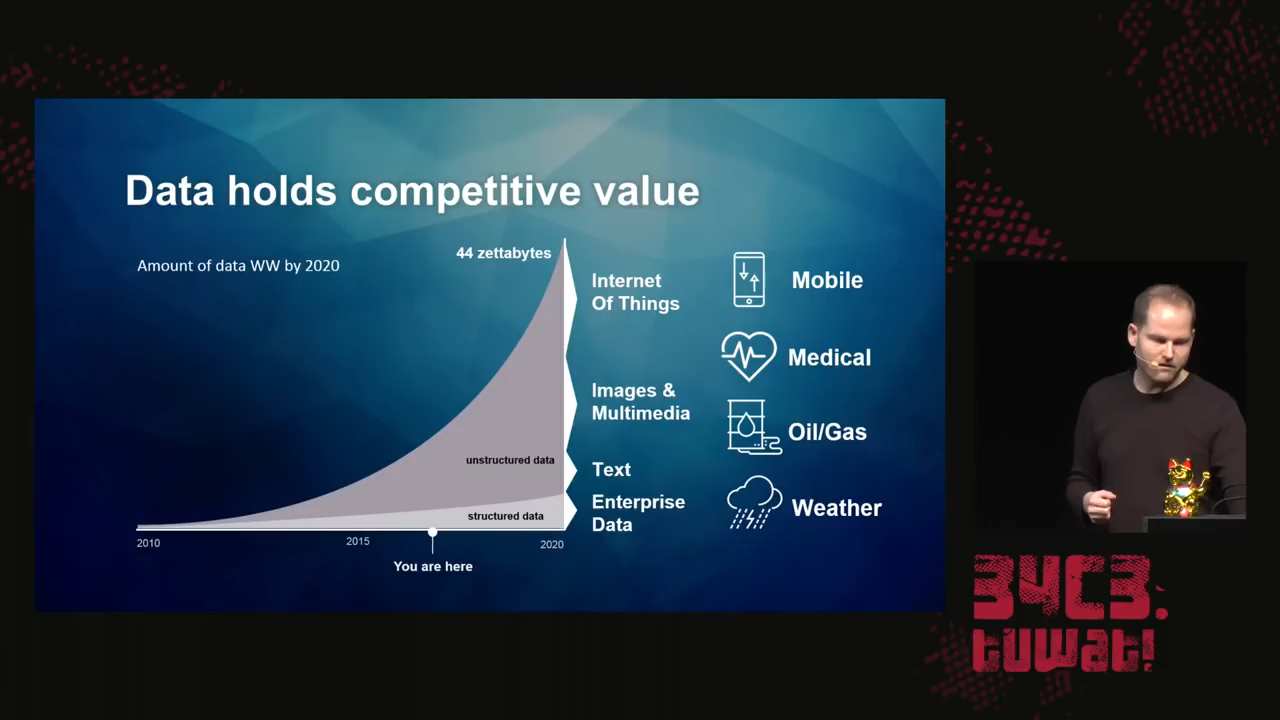 Data holds competitive value
Amount of data WW by 2020
44 zettabytes
Internet
Of Things
Images &
Multimedia
unstructured data
Text
Enterprise
Data
structured data
2010
2015
2020
You are here
Mobile
Medical
Oil/Gas
Weather
34C3.
tuwat!